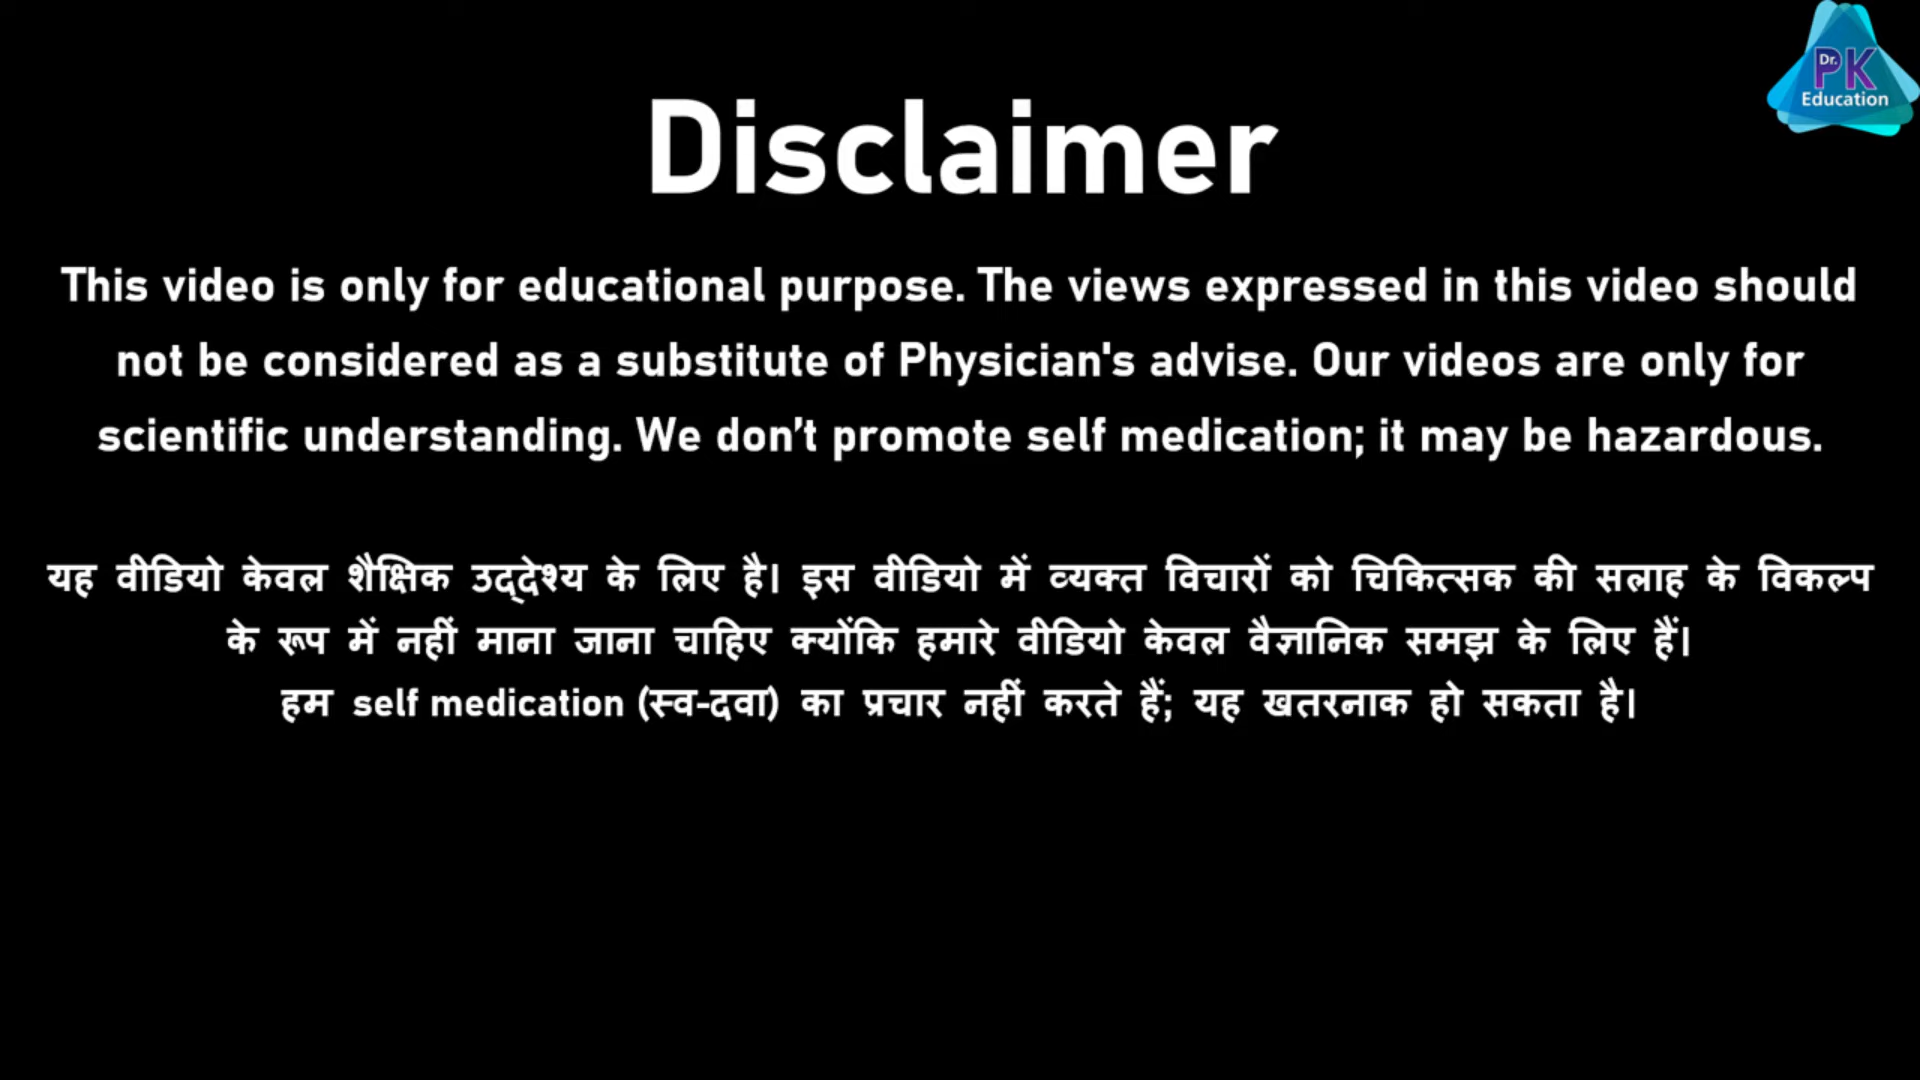 Dr.
PK
Education
Disclaimer
This video is only for educational purpose. The views expressed in this video should
not be considered as a substitute of Physician's advise. Our videos are only for
scientific understanding. We don’t promote self medication; it may be hazardous.
यह वीडियो केवल शैक्षिक उद्देश्य के लिए है। इस वीडियो में व्यक्त विचारों को चिकित्सक की सलाह के विकल्प
के रूप में नहीं माना जाना चाहिए क्योंकि हमारे वीडियो केवल वैज्ञानिक समझ के लिए हैं।
हम self medication (स्व-दवा) का प्रचार नहीं करते हैं; यह खतरनाक हो सकता है।